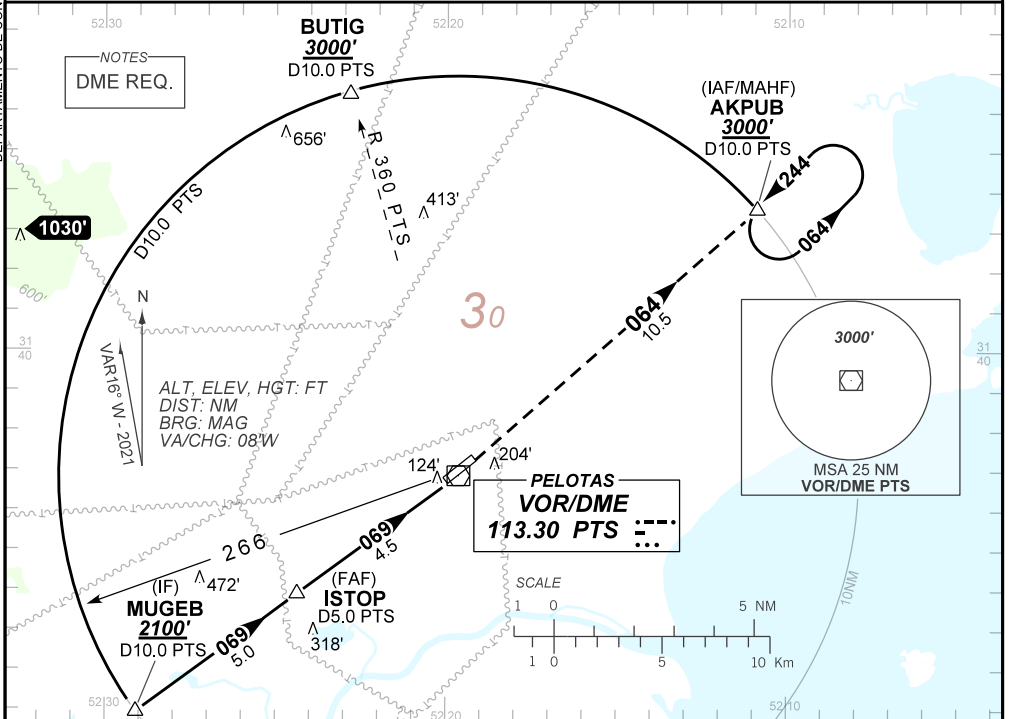 52 30
52 20
52 10
NOTES
DME REQ.
BUTIG
3000'
D10.0 PTS
656'
R 360 PTS
413'
(IAF/MAHF)
AKPUB
3000'
D10.0 PTS
244
064
D10.0 PTS
1030'
600'
N
VAR16° W - 2021
ALT, ELEV, HGT: FT
DIST: NM
BRG: MAG
VA/CHG: 08'W
30
064
10.5
31
40
31
40
3000'
MSA 25 NM
VOR/DME PTS
124'
204'
PELOTAS
VOR/DME
113.30 PTS
266
069
4.5
472'
(IF)
MUGEB
2100'
D10.0 PTS
(FAF)
ISTOP
D5.0 PTS
318'
069
5.0
SCALE
1 0 5 NM
1 0 5 10 Km
10NM
52 30
52 20
52 10